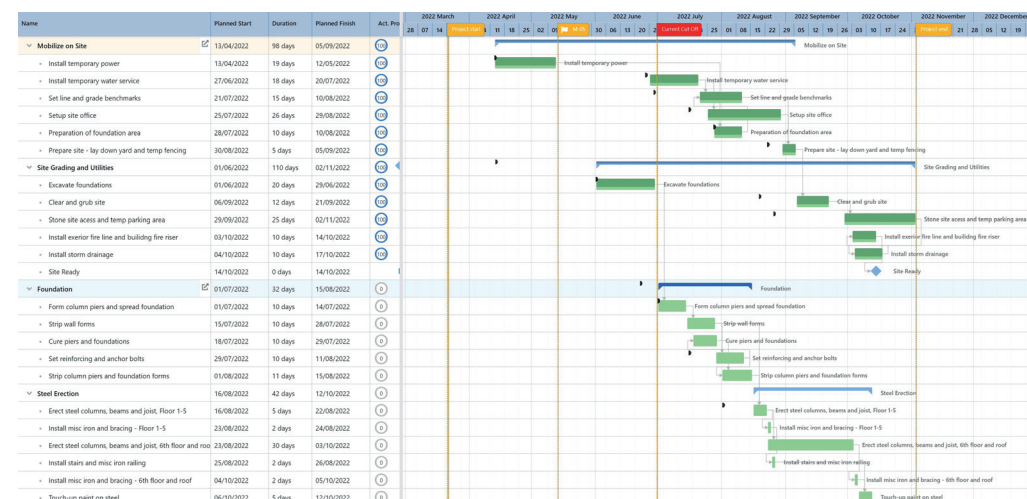 2022 March 2022 April 2022 May 2022 June 2022 July 2022 August 2022 September 2022 October 2022 November 2022 December
Name Planned Start Duration Planned Finish Act. Pro 28 07 14 Project start 11 18 25 02 09 M-05 30 06 13 20 2 Current Cut Off 25 01 08 15 22 29 05 12 19 26 03 10 17 24 Project end 21 28 05 12 19
Mobilize on Site 13/04/2022 98 days 05/09/2022 100 Mobilize on Site
Install temporary power 13/04/2022 19 days 12/05/2022 100 Install temporary power
Install temporary water service 27/06/2022 18 days 20/07/2022 100 Install temporary water service
Set line and grade benchmarks 21/07/2022 15 days 10/08/2022 100 Set line and grade benchmarks
Setup site office 25/07/2022 26 days 29/08/2022 100 Setup site office
Preparation of foundation area 28/07/2022 10 days 10/08/2022 100 Preparation of foundation area
Prepare site - lay down yard and temp fencing 30/08/2022 5 days 05/09/2022 100 Prepare site - lay down yard and temp fencing
Site Grading and Utilities 01/06/2022 110 days 02/11/2022 100 Site Grading and Utilities
Excavate foundations 01/06/2022 20 days 29/06/2022 100 Excavate foundations
Clear and grub site 06/09/2022 12 days 21/09/2022 100 Clear and grub site
Stone site acess and temp parking area 29/09/2022 25 days 02/11/2022 100 Stone site acess and temp parking area
Install exerior fire line and builidng fire riser 03/10/2022 10 days 14/10/2022 100 Install exerior fire line and builidng fire riser
Install storm drainage 04/10/2022 10 days 17/10/2022 100 Install storm drainage
Site Ready 14/10/2022 0 days 14/10/2022 Site Ready
Foundation 01/07/2022 32 days 15/08/2022 0 Foundation
Form column piers and spread foundation 01/07/2022 10 days 14/07/2022 0 Form column piers and spread foundation
Strip wall forms 15/07/2022 10 days 28/07/2022 0 Strip wall forms
Cure piers and foundations 18/07/2022 10 days 29/07/2022 0 Cure piers and foundations
Set reinforcing and anchor bolts 29/07/2022 10 days 11/08/2022 0 Set reinforcing and anchor bolts
Strip column piers and foundation forms 01/08/2022 11 days 15/08/2022 0 Strip column piers and foundation forms
Steel Erection 16/08/2022 42 days 12/10/2022 0 Steel Erection
Erect steel columns, beams and joist, Floor 1-5 16/08/2022 5 days 22/08/2022 0 Erect steel columns, beams and joist, Floor 1-5
Install misc iron and bracing - Floor 1-5 23/08/2022 2 days 24/08/2022 0 Install misc iron and bracing - Floor 1-5
Erect steel columns, beams and joist, 6th floor and roo 23/08/2022 30 days 03/10/2022 0 Erect steel columns, beams and joist, 6th floor and roof
Install stairs and misc iron railing 25/08/2022 2 days 26/08/2022 0 Install stairs and misc iron railing
Install misc iron and bracing - 6th floor and roof 04/10/2022 2 days 05/10/2022 0 Install misc iron and bracing - 6th floor and roof
Touch-up paint on steel 06/10/2022 5 days 12/10/2022 0 Touch-up paint on steel